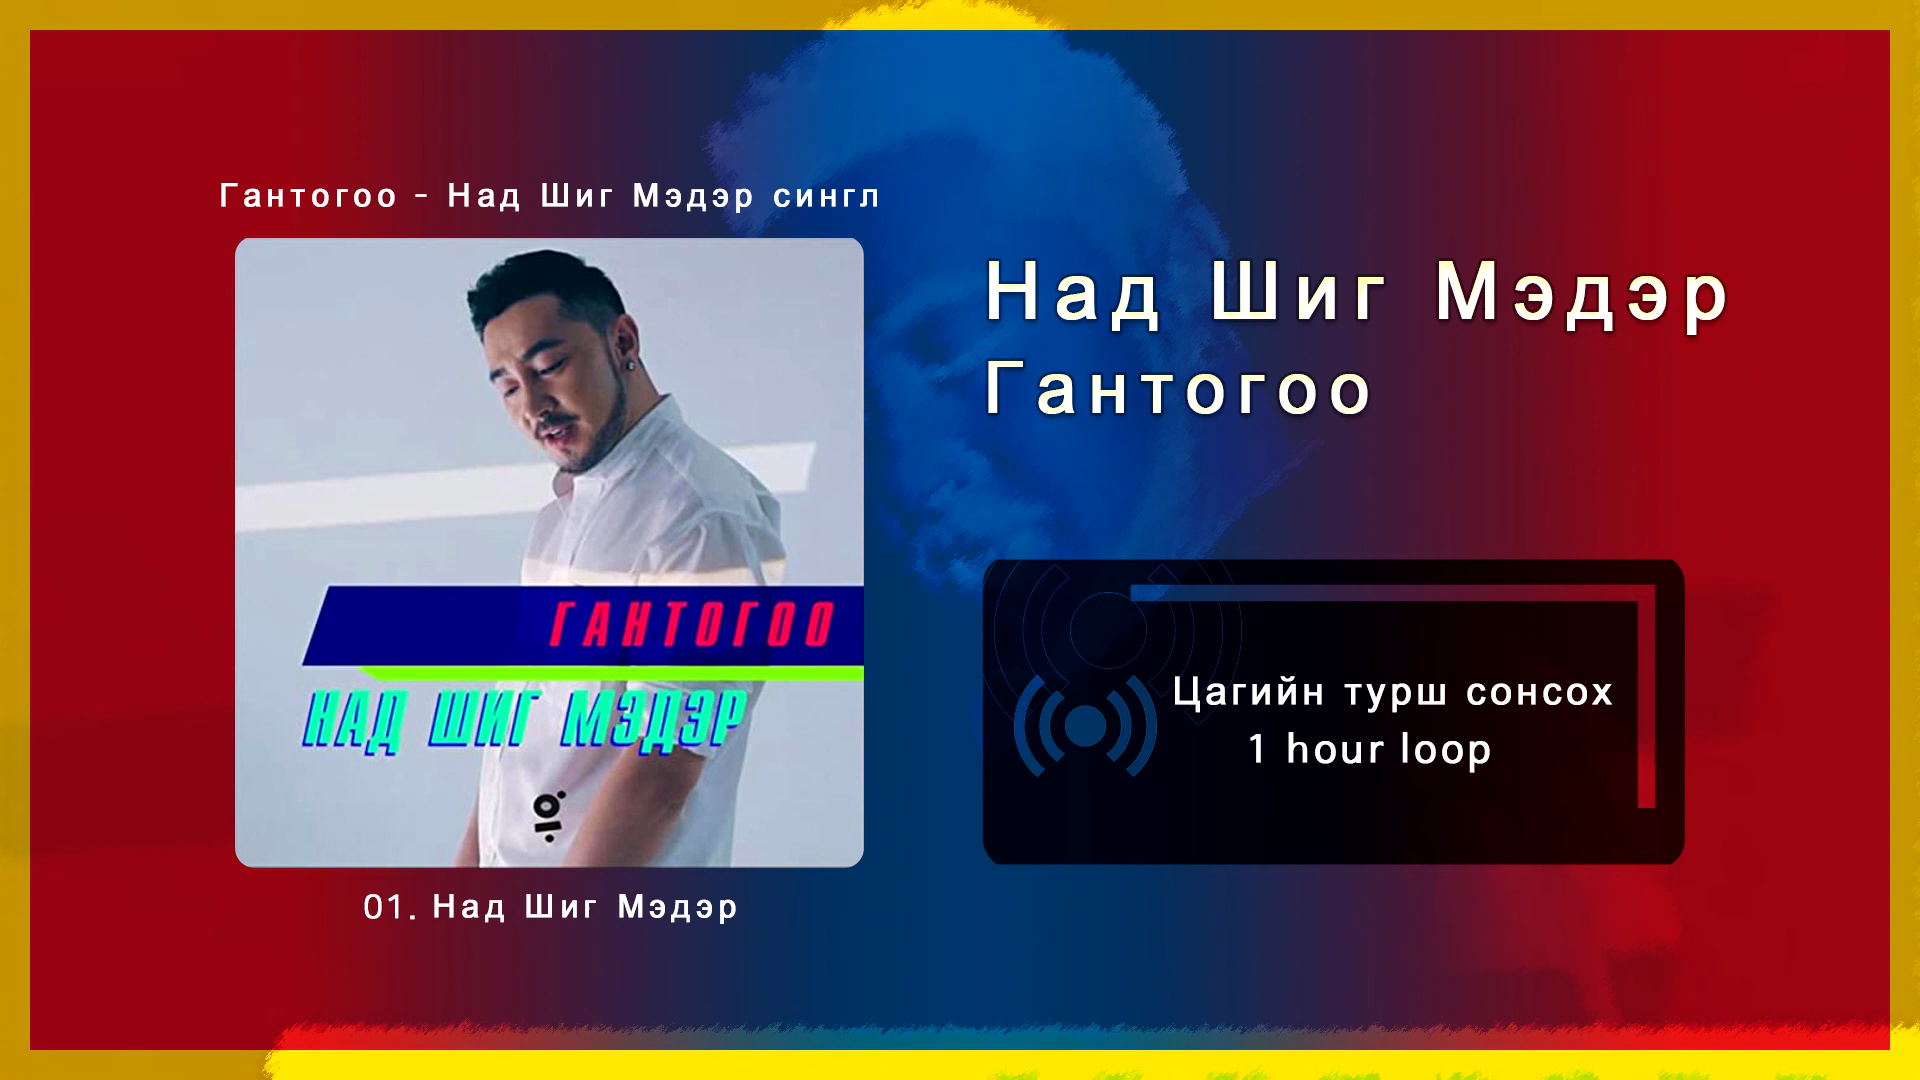 Гантогоо - Над Шиг Мэдэр сингл
ГАНТОГОО
НАД ШИГ МЭДЭР
01. Над Шиг Мэдэр
Над Шиг Мэдэр
Гантогоо
Цагийн турш сонсох
1 hour loop